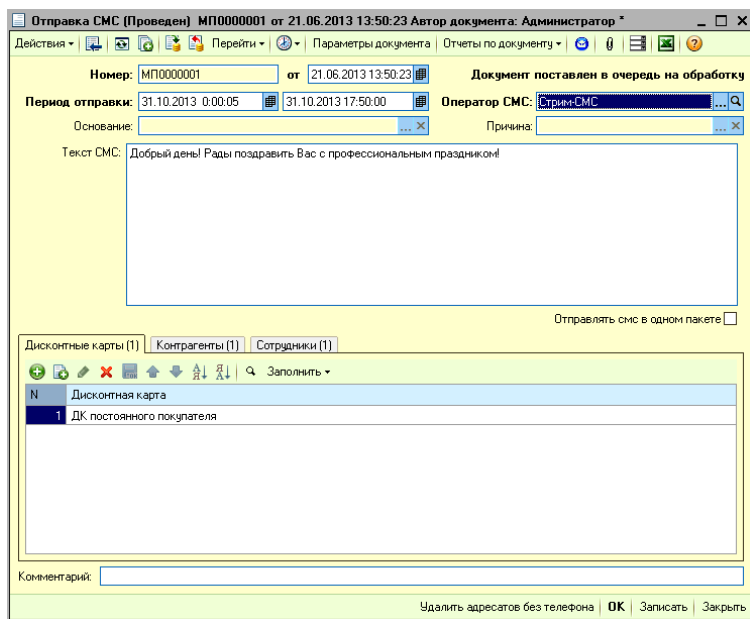 Отправка СМС (Проведен) МП0000001 от 21.06.2013 13:50:23 Автор документа: Администратор *
Действия Перейти Параметры документа Отчеты по документу
Номер: МП0000001 от 21.06.2013 13:50:23 Документ поставлен в очередь на обработку
Период отправки: 31.10.2013 0:00:05 31.10.2013 17:50:00 Оператор СМС: Стрим-СМС ...
Основание: ... Причина: ...
Текст СМС: Добрый день! Рады поздравить Вас с профессиональным праздником!
Отправлять смс в одном пакете
Дисконтные карты (1) Контрагенты (1) Сотрудники (1)
Заполнить
N Дисконтная карта
1 ДК постоянного покупателя
Комментарий:
Удалить адресатов без телефона OK Записать Закрыть